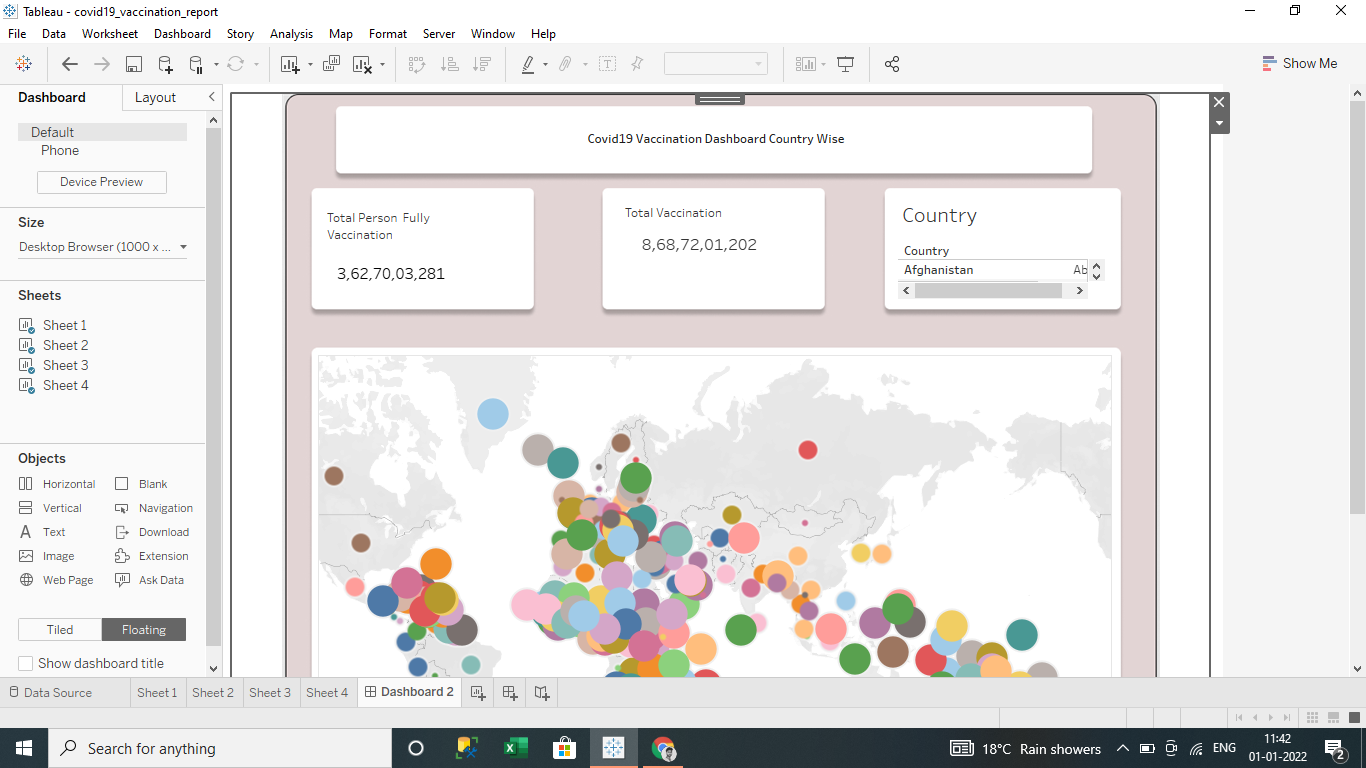 Tableau - covid19_vaccination_report
File Data Worksheet Dashboard Story Analysis Map Format Server Window Help
Show Me
Dashboard Layout
Default
Phone
Device Preview
Size
Desktop Browser (1000 x ...
Sheets
Sheet 1
Sheet 2
Sheet 3
Sheet 4
Objects
Horizontal Blank
Vertical Navigation
Text Download
Image Extension
Web Page Ask Data
Tiled Floating
Show dashboard title
Covid19 Vaccination Dashboard Country Wise
Total Person Fully
Vaccination
3,62,70,03,281
Total Vaccination
8,68,72,01,202
Country
Country
Afghanistan Ab
Data Source Sheet 1 Sheet 2 Sheet 3 Sheet 4 Dashboard 2
Search for anything
18°C Rain showers ENG
11:42
01-01-2022
2